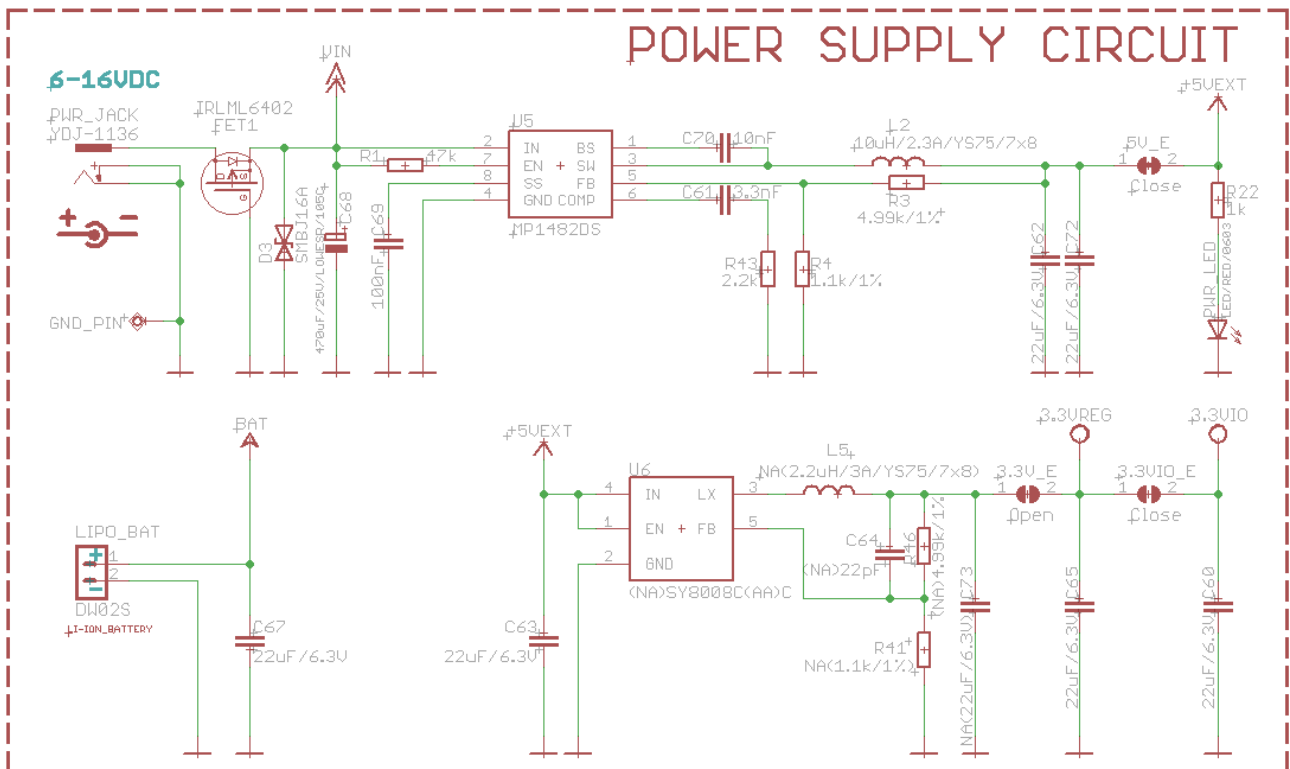 POWER SUPPLY CIRCUIT
6-16VDC
VIN
+5VEXT
PWR_JACK
YDJ-1136
IRLML6402
FET1
U5
L2
C70 10nF
10uH/2.3A/YS75/7x8
5V_E
R1 47k
2 IN BS 1
7 EN SW 3
8 SS FB 5
4 GND COMP 6
MP1482DS
C61 3.3nF
1 2
Close
R3
4.99k/1%
R22
1k
D S
G
D3
SMBJ16A
470uF/25V/LOWESR/105C
C68
C69
100nF
R43
2.2k
R4
1.1k/1%
C62
22uF/6.3V
C72
22uF/6.3V
PWR_LED
LED/RED/0603
GND_PIN
BAT
+5VEXT
3.3VREG
3.3VIO
U6
L5
NA(2.2uH/3A/YS75/7x8)
3.3V_E
3.3VIO_E
4 IN LX 3
1 EN FB 5
2 GND
(NA)SY8008C(AA)C
1 2
Open
1 2
Close
LIPO_BAT
1
2
DW02S
LI-ION_BATTERY
C67
22uF/6.3V
C63
22uF/6.3V
C64
(NA)22pF
R46
(NA)4.99k/1%
R41
NA(1.1k/1%)
C73
NA(22uF/6.3V)
C65
22uF/6.3V
C60
22uF/6.3V